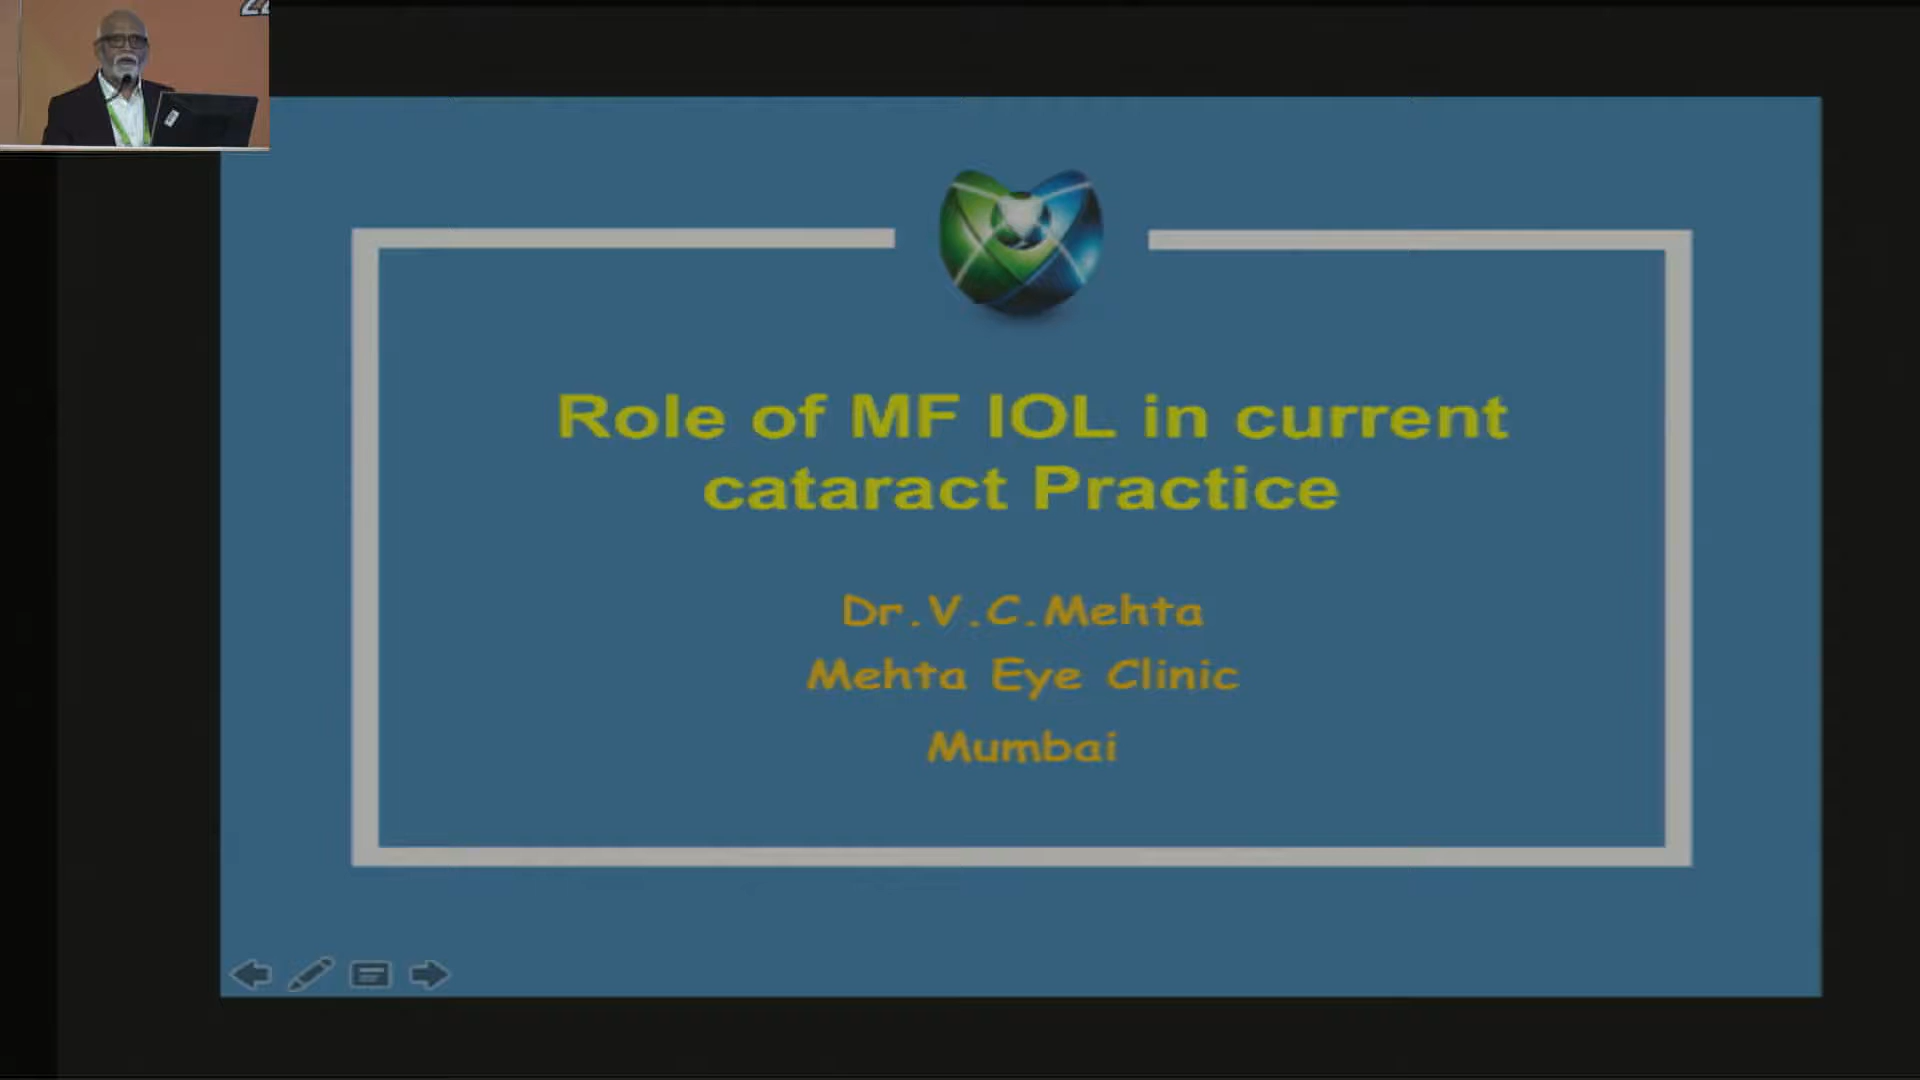 Role of MF IOL in current
cataract Practice
Dr.V.C.Mehta
Mehta Eye Clinic
Mumbai